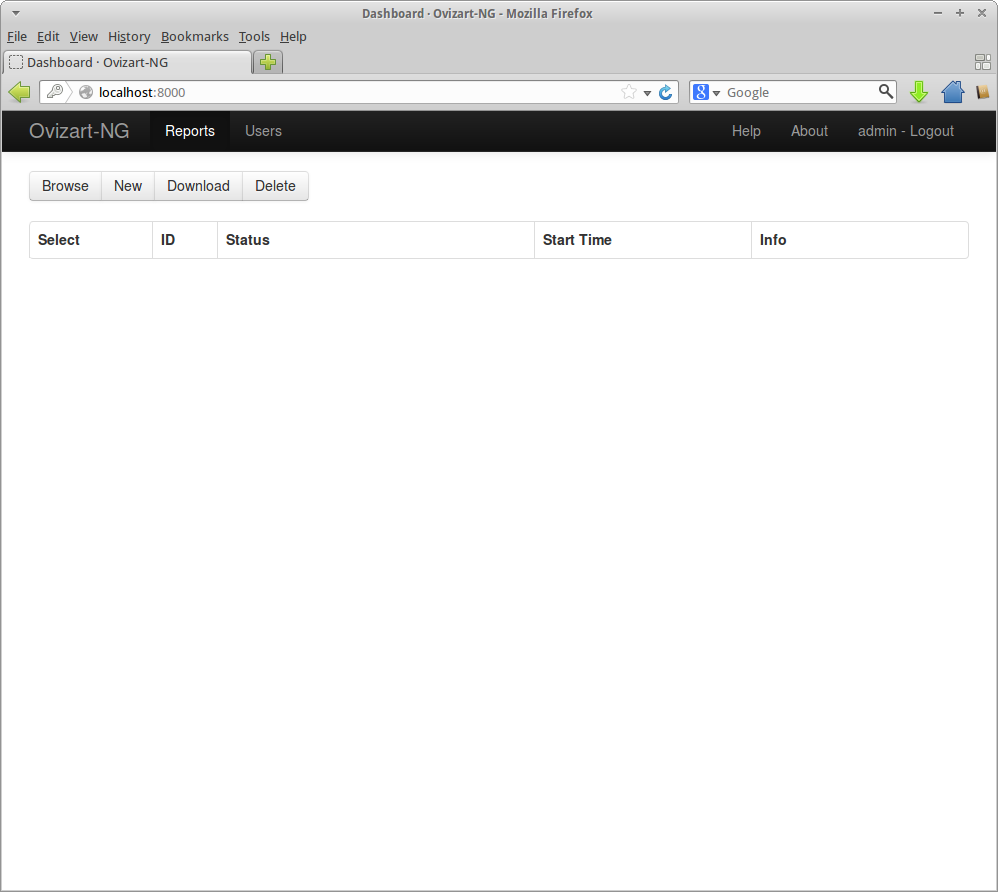 Dashboard · Ovizart-NG - Mozilla Firefox
File Edit View History Bookmarks Tools Help
Dashboard · Ovizart-NG
localhost:8000 8 Google
Ovizart-NG Reports Users Help About admin - Logout
Browse New Download Delete
Select ID Status Start Time Info